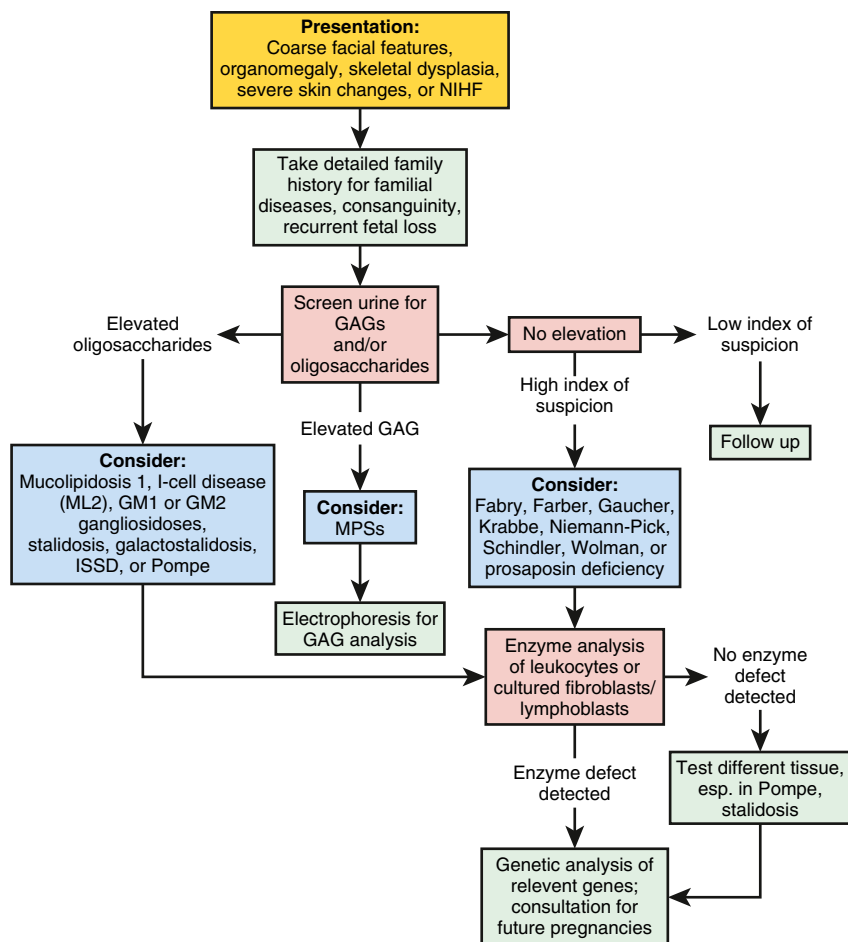 Presentation:
Coarse facial features,
organomegaly, skeletal dysplasia,
severe skin changes, or NIHF
Take detailed family
history for familial
diseases, consanguinity,
recurrent fetal loss
Screen urine for
GAGs
and/or
oligosaccharides
Elevated
oligosaccharides
No elevation
Low index of
suspicion
High index of
suspicion
Elevated GAG
Follow up
Consider:
Mucolipidosis 1, I-cell disease
(ML2), GM1 or GM2
gangliosidoses,
stalidosis, galactostalidosis,
ISSD, or Pompe
Consider:
MPSs
Consider:
Fabry, Farber, Gaucher,
Krabbe, Niemann-Pick,
Schindler, Wolman, or
prosaposin deficiency
Electrophoresis for
GAG analysis
Enzyme analysis
of leukocytes or
cultured fibroblasts/
lymphoblasts
No enzyme
defect
detected
Enzyme defect
detected
Test different tissue,
esp. in Pompe,
stalidosis
Genetic analysis of
relevent genes;
consultation for
future pregnancies